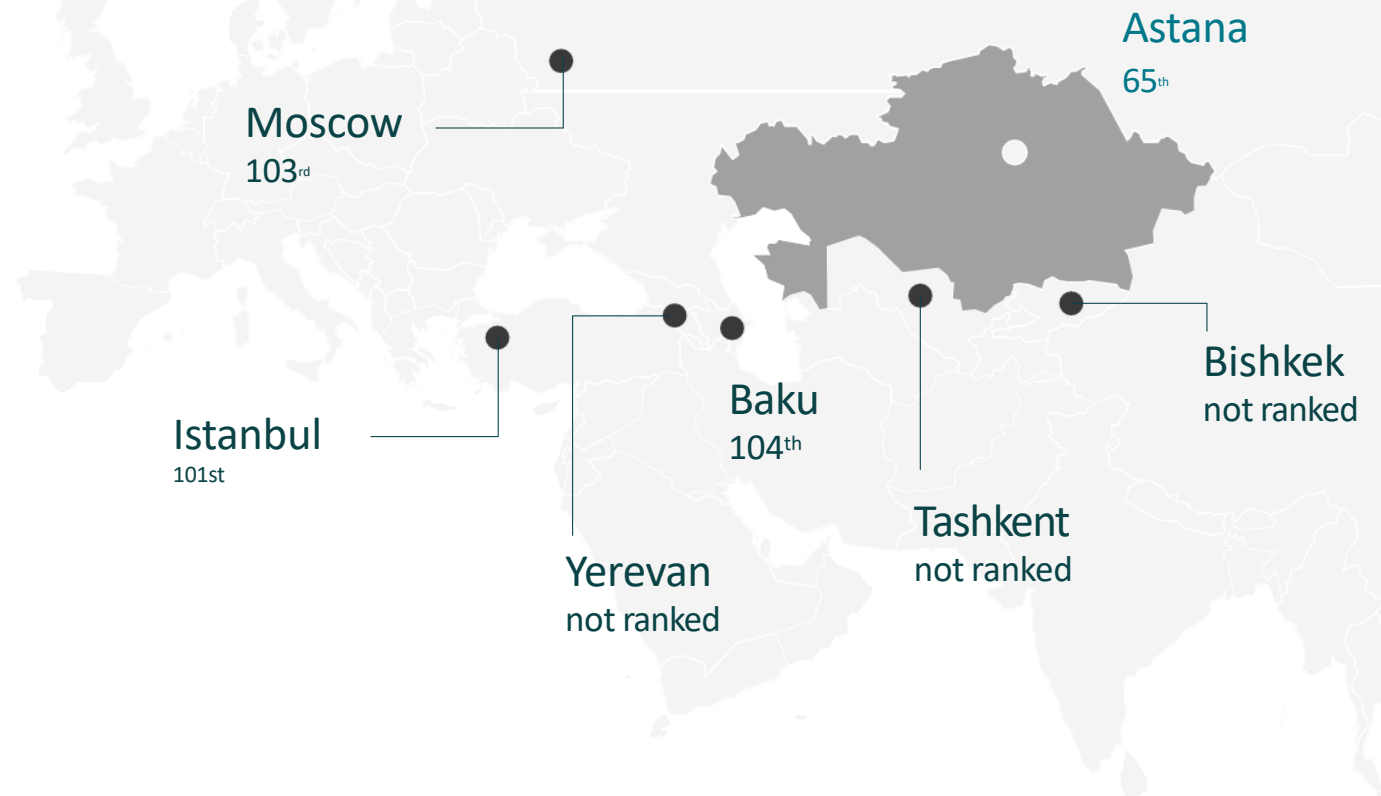 Astana
65th
Moscow
103rd
Bishkek
not ranked
Baku
104th
Istanbul
101st
Tashkent
not ranked
Yerevan
not ranked